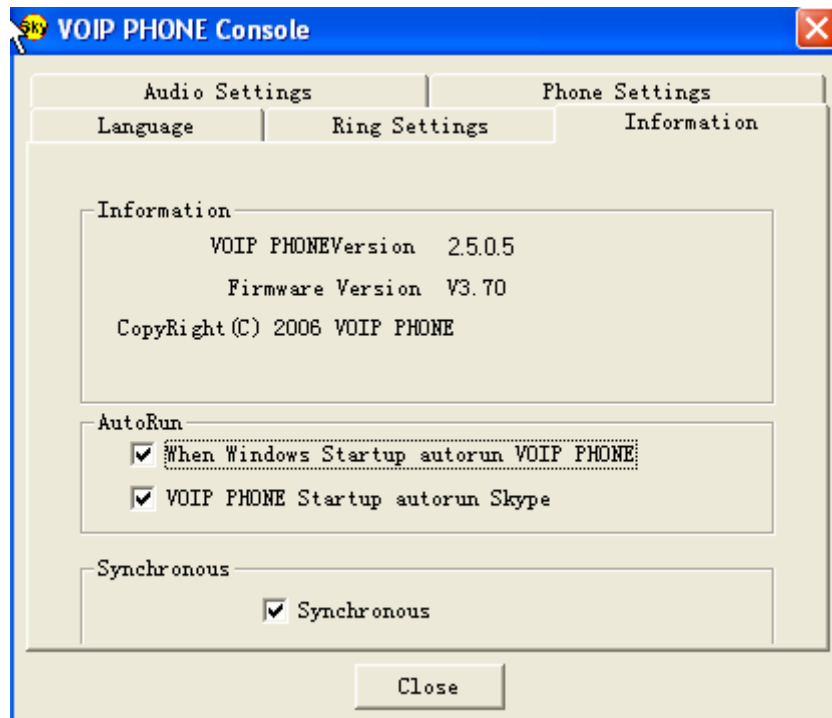 Sky VOIP PHONE Console
Audio Settings Phone Settings
Language Ring Settings Information
Information
VOIP PHONEVersion 2.5.0.5
Firmware Version V3.70
CopyRight(C) 2006 VOIP PHONE
AutoRun
When Windows Startup autorun VOIP PHONE
VOIP PHONE Startup autorun Skype
Synchronous
Synchronous
Close